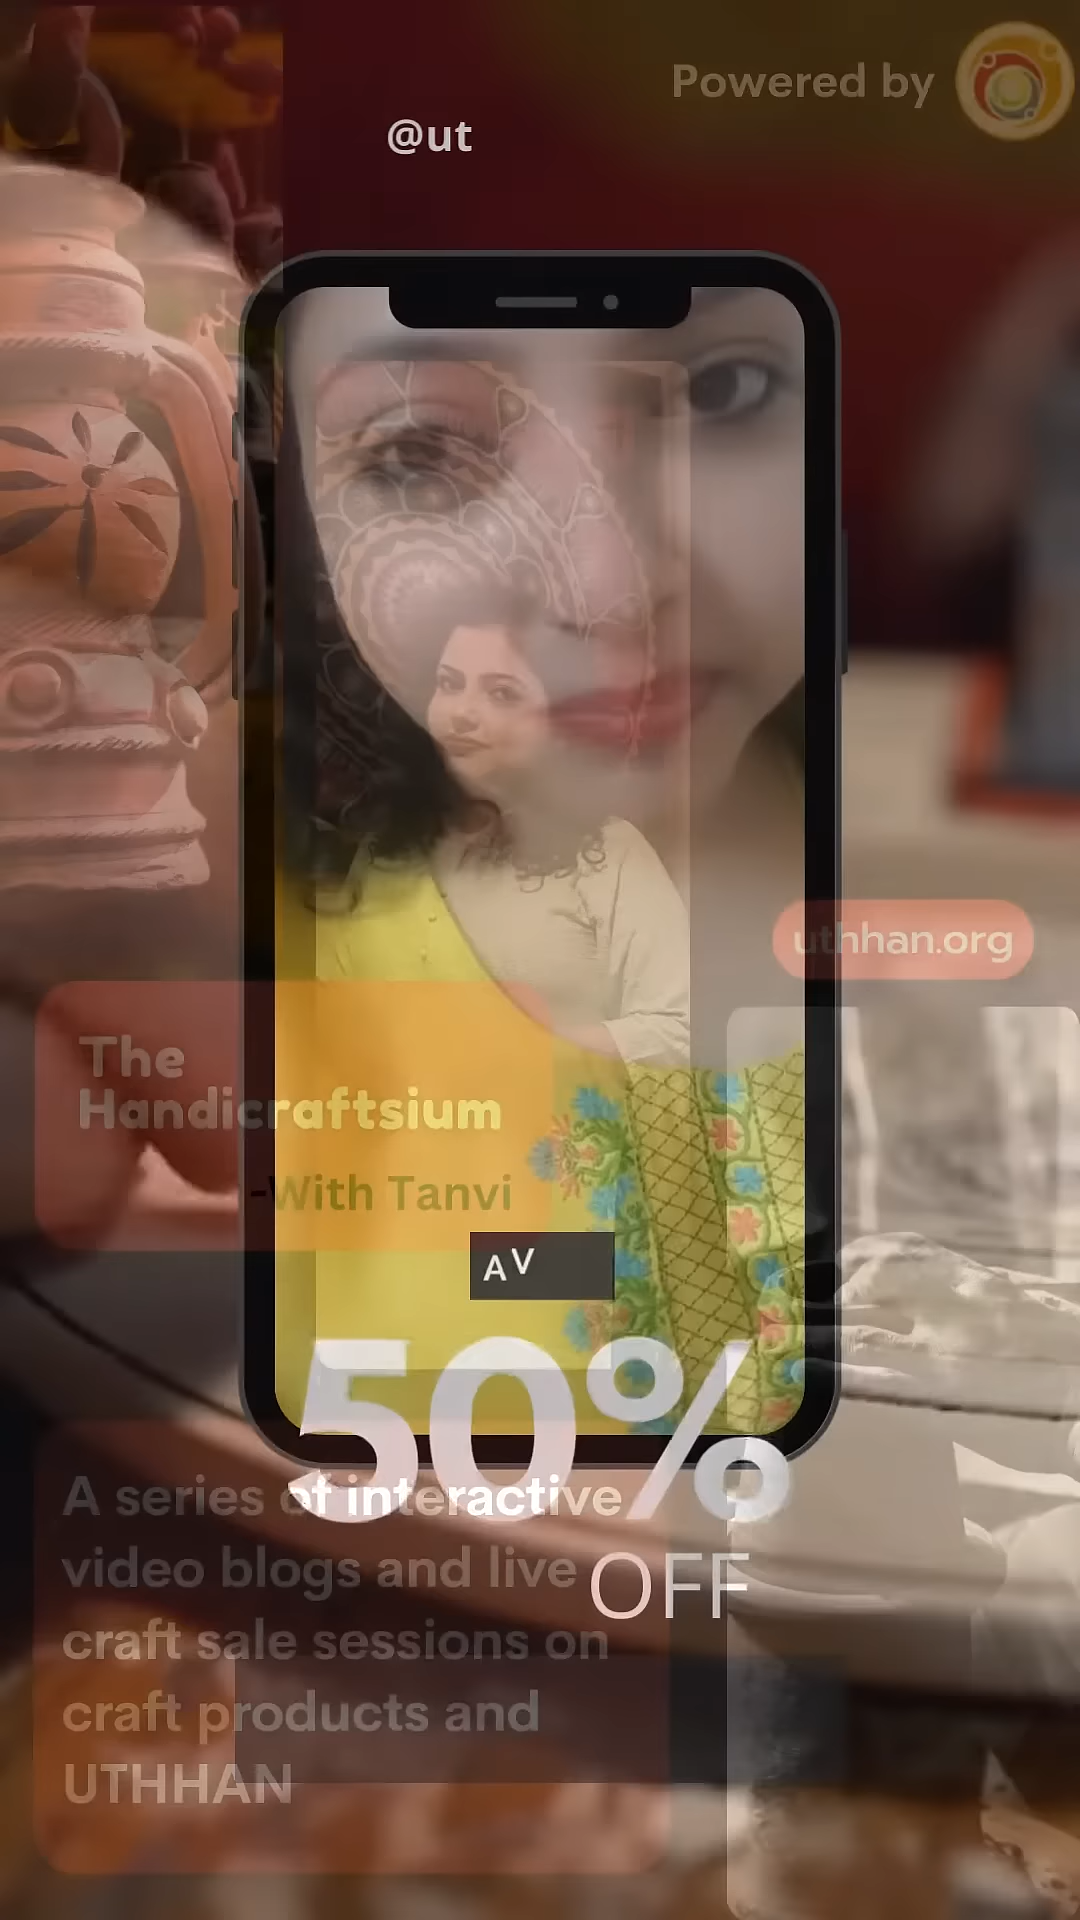 Powered by
@ut
uthhan.org
The
Handicraftsium
-With Tanvi
AV
50%
OFF
A series of interactive
video blogs and live
craft sale sessions on
craft products and
UTHHAN